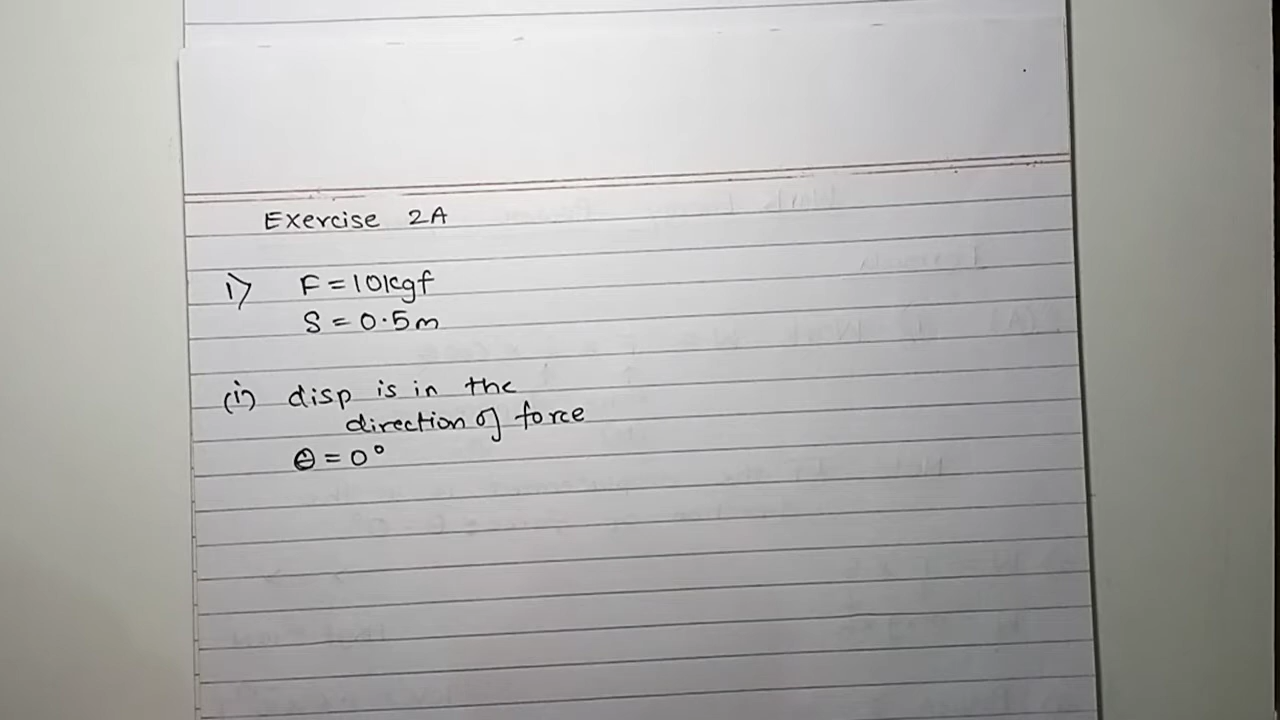 Exercise 2A
1) F = 10kgf
S = 0.5m
(i) disp is in the
direction of force
θ = 0°